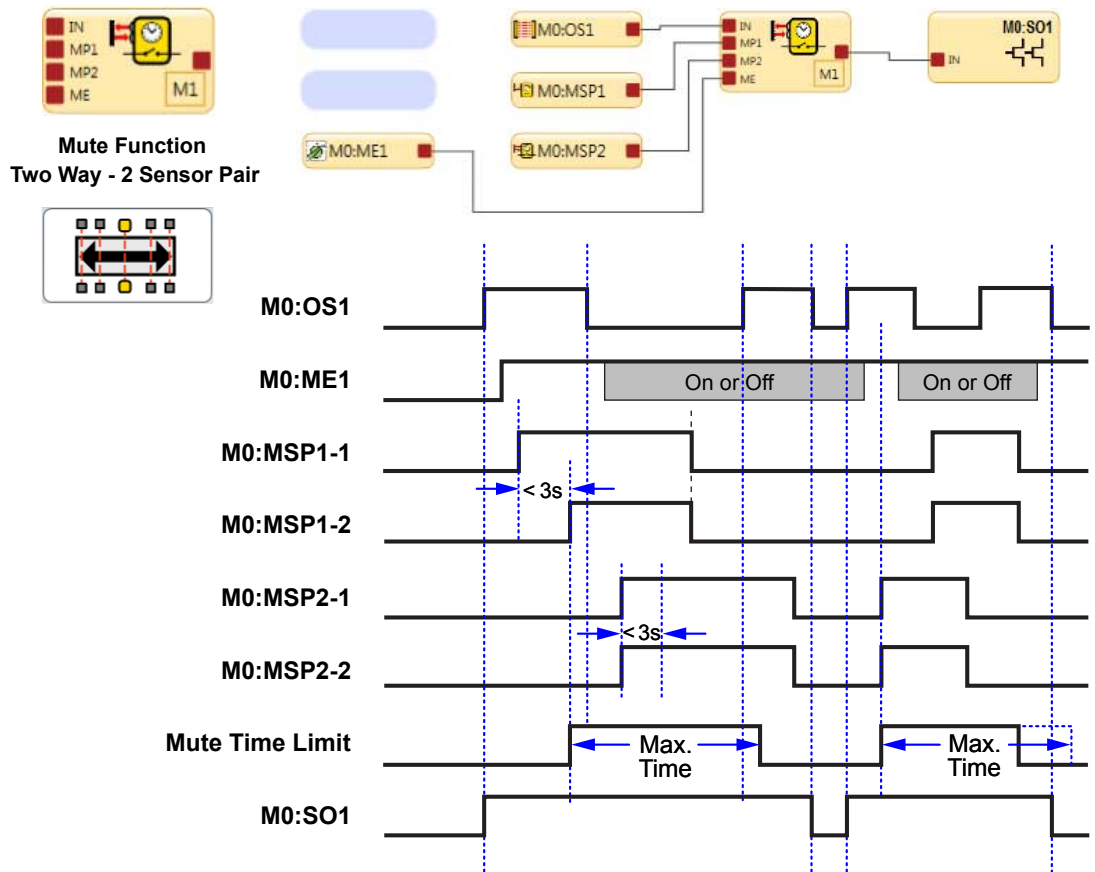 IN
MP1
MP2
ME
M1
Mute Function
Two Way - 2 Sensor Pair
M0:OS1
M0:MSP1
M0:ME1
M0:MSP2
IN
MP1
MP2
ME
M1
M0:SO1
IN
M0:OS1
M0:ME1
On or Off
On or Off
M0:MSP1-1
< 3s
M0:MSP1-2
M0:MSP2-1
< 3s
M0:MSP2-2
Mute Time Limit
Max.
Time
Max.
Time
M0:SO1